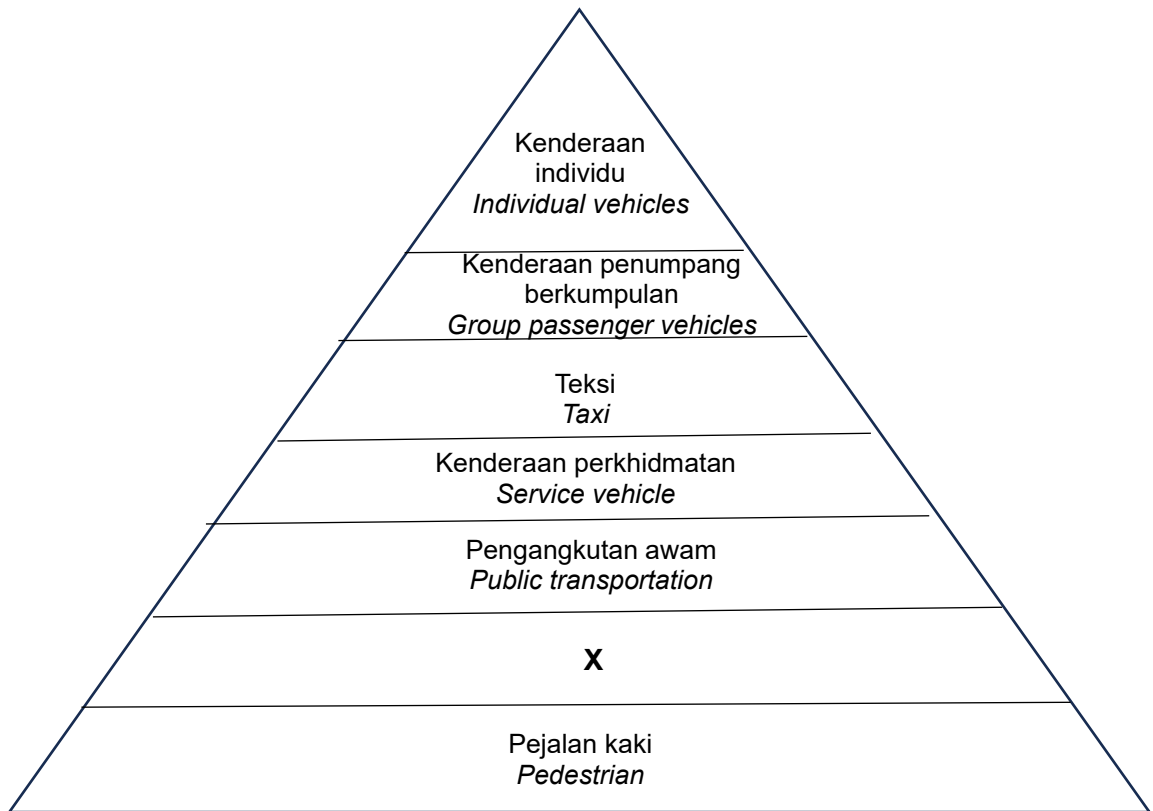 Kenderaan
individu
Individual vehicles
Kenderaan penumpang
berkumpulan
Group passenger vehicles
Teksi
Taxi
Kenderaan perkhidmatan
Service vehicle
Pengangkutan awam
Public transportation
X
Pejalan kaki
Pedestrian